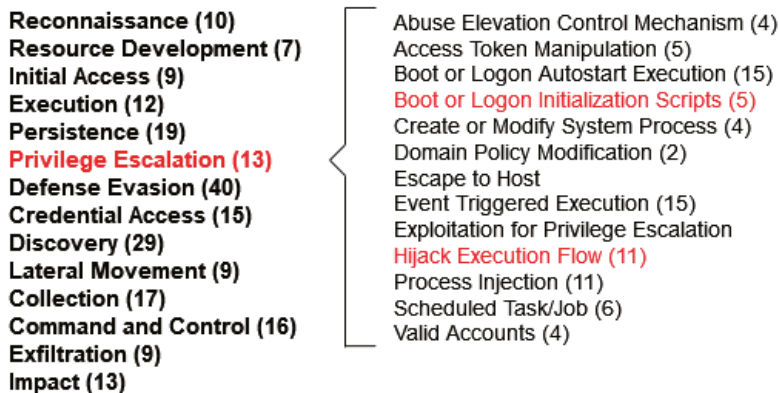 Reconnaissance (10)
Resource Development (7)
Initial Access (9)
Execution (12)
Persistence (19)
Privilege Escalation (13)
Defense Evasion (40)
Credential Access (15)
Discovery (29)
Lateral Movement (9)
Collection (17)
Command and Control (16)
Exfiltration (9)
Impact (13)
Abuse Elevation Control Mechanism (4)
Access Token Manipulation (5)
Boot or Logon Autostart Execution (15)
Boot or Logon Initialization Scripts (5)
Create or Modify System Process (4)
Domain Policy Modification (2)
Escape to Host
Event Triggered Execution (15)
Exploitation for Privilege Escalation
Hijack Execution Flow (11)
Process Injection (11)
Scheduled Task/Job (6)
Valid Accounts (4)